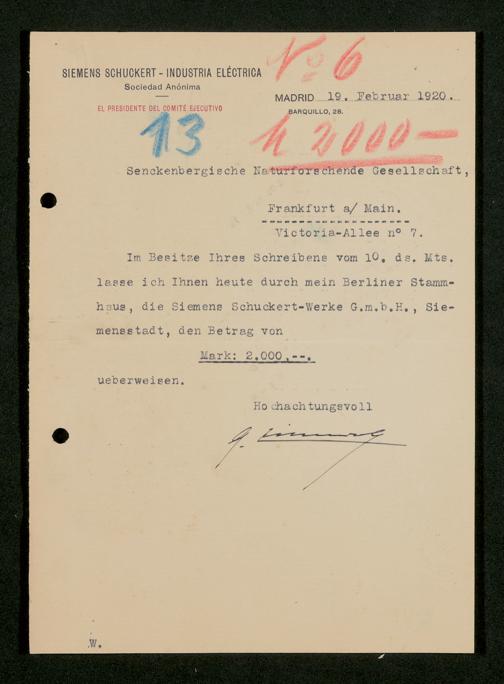 SIEMENS SCHUCKERT - INDUSTRIA ELÉCTRICA
Sociedad Anónima
EL PRESIDENTE DEL COMITÉ EJECUTIVO
Nº 6
MADRID 19. Februar 1920.
BARQUILLO, 28.
13
2000 —
Senckenbergische Naturforschende Gesellschaft,
Frankfurt a/ Main.
Victoria-Allee nº 7.
Im Besitze Ihres Schreibens vom 10. ds. Mts.
lasse ich Ihnen heute durch mein Berliner Stamm-
haus, die Siemens Schuckert-Werke G.m.b.H., Sie-
mensstadt, den Betrag von
Mark: 2.000,--.
ueberweisen.
Hochachtungsvoll
W.